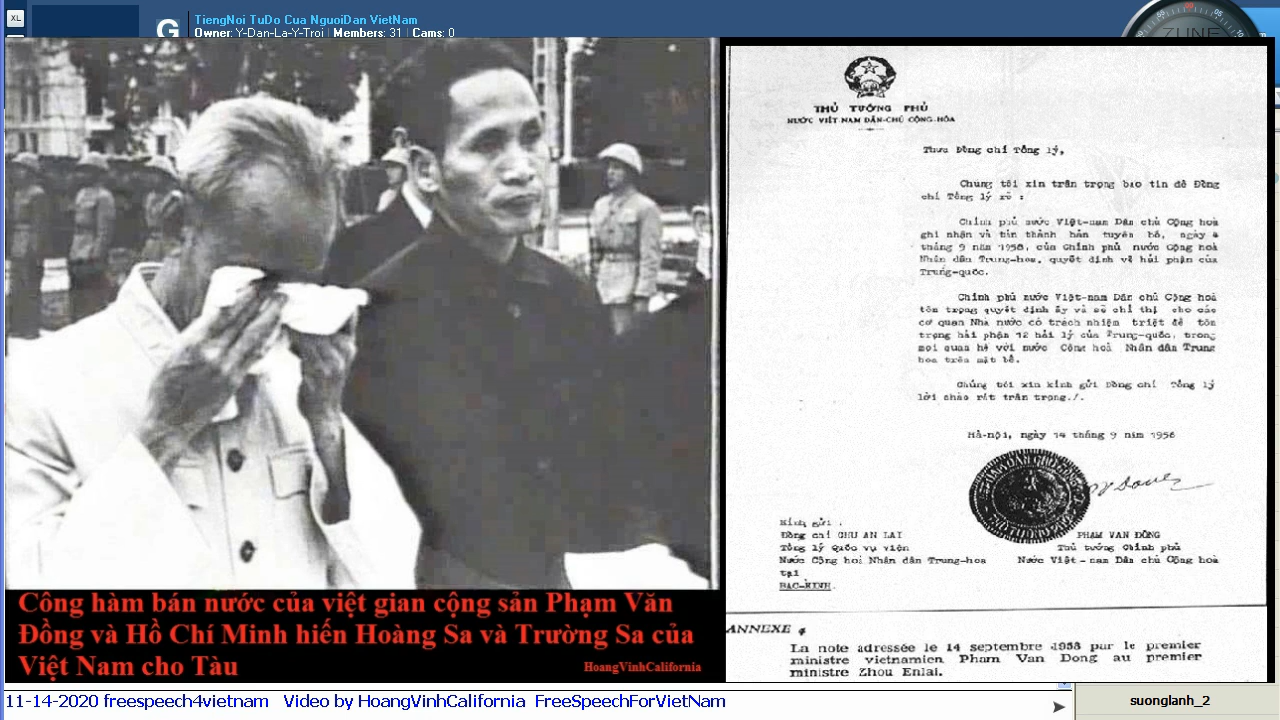 XL
G
TiengNoi TuDo Cua NguoiDan VietNam
Owner: Y-Dan-La-Y-Troi | Members: 31 | Cams: 0
ZUNE
THỦ TƯỚNG PHỦ
NƯỚC VIỆT-NAM DÂN-CHỦ CỘNG-HÒA
Thưa Đồng chí Tổng lý,
Chúng tôi xin trân trọng báo tin để Đồng
chí Tổng lý rõ :
Chính phủ nước Việt-nam Dân chủ Cộng hoà
ghi nhận và tán thành bản tuyên bố, ngày 4
tháng 9 năm 1958, của Chính phủ nước Cộng hoà
Nhân dân Trung-hoa, quyết định về hải phận của
Trung-quốc.
Chính phủ nước Việt-nam Dân chủ Cộng hoà
tôn trọng quyết định ấy và sẽ chỉ thị cho các
cơ quan Nhà nước có trách nhiệm triệt để tôn
trọng hải phận 12 hải lý của Trung-quốc, trong
mọi quan hệ với nước Cộng hoà Nhân dân Trung
hoa trên mặt bể.
Chúng tôi xin kính gửi Đồng chí Tổng lý
lời chào rất trân trọng./.
Hà-nội, ngày 14 tháng 9 năm 1958
Kính gửi :
Đồng chí CHU AN LAI
Tổng lý Quốc vụ viện
Nước Cộng hoà Nhân dân Trung-hoa
tại
BẮC-KINH.
PHẠM VĂN ĐỒNG
Thủ tướng Chính phủ
Nước Việt-nam Dân chủ Cộng hoà
ANNEXE 4
La note adressée le 14 septembre 1958 par le premier
ministre vietnamien Pham Van Dong au premier
ministre Zhou Enlai.
Công hàm bán nước của việt gian cộng sản Phạm Văn
Đồng và Hồ Chí Minh hiến Hoàng Sa và Trường Sa của
Việt Nam cho Tàu
HoangVinhCalifornia
11-14-2020 freespeech4vietnam Video by HoangVinhCalifornia FreeSpeechForVietNam
suonglanh_2